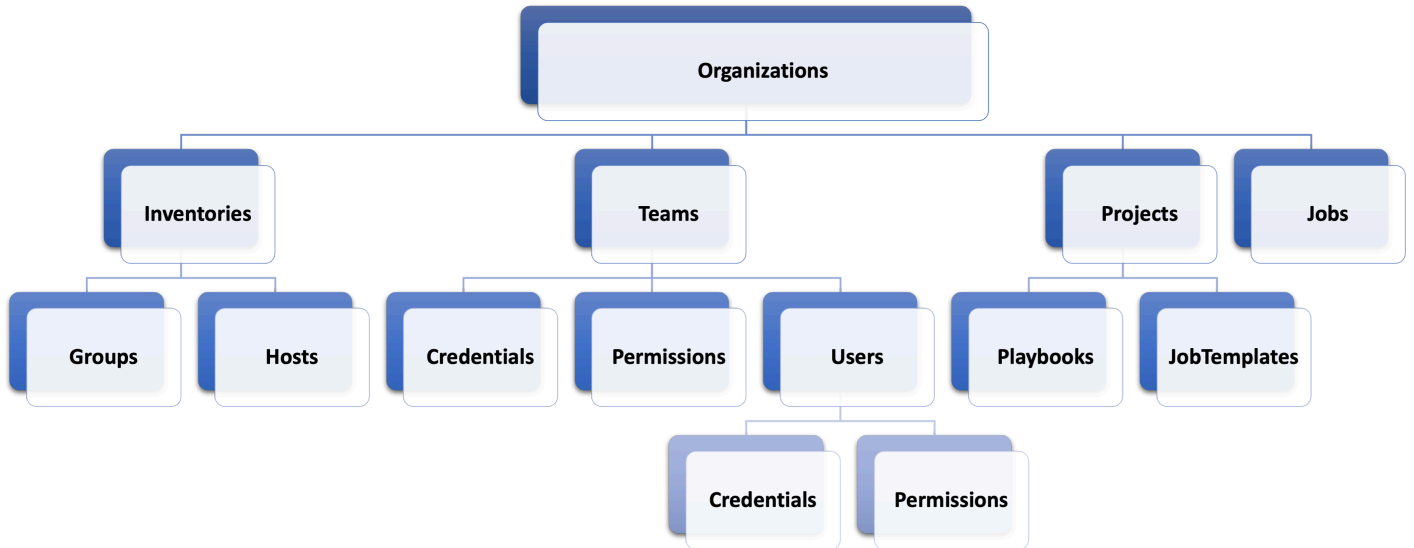 Organizations
Inventories
Teams
Projects
Jobs
Groups
Hosts
Credentials
Permissions
Users
Playbooks
JobTemplates
Credentials
Permissions